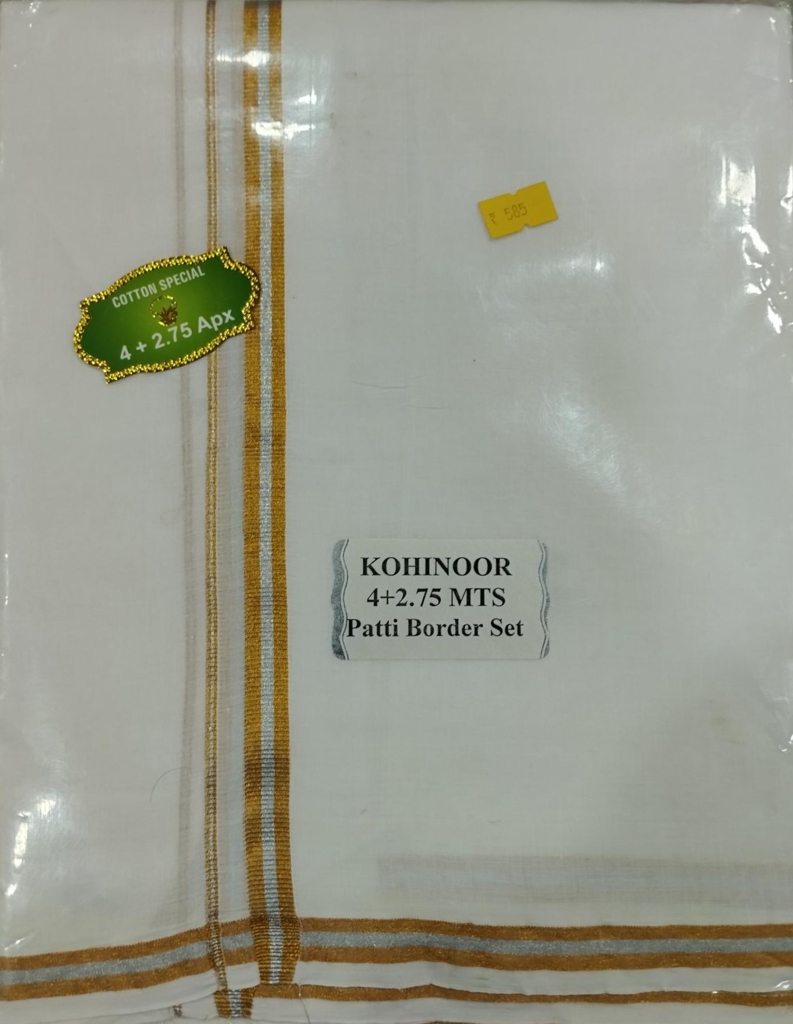 ₹ 585
COTTON SPECIAL
4 + 2.75 Apx
KOHINOOR
4+2.75 MTS
Patti Border Set